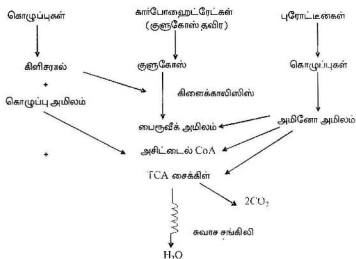 கொழுப்புகள்
கார்போஹைட்ரேட்கள்
(குளுகோஸ் தவிர)
புரோட்டீன்கள்
கிளிசரால்
குளுகோஸ்
கொழுப்புகள்
+
கிளைக்காலிஸிஸ்
கொழுப்பு அமிலம்
பைரூவிக் அமிலம்
அமினோ அமிலம்
+
அசிட்டைல் CoA
TCA சைக்கிள்
2CO₂
சுவாச சங்கிலி
H₂O